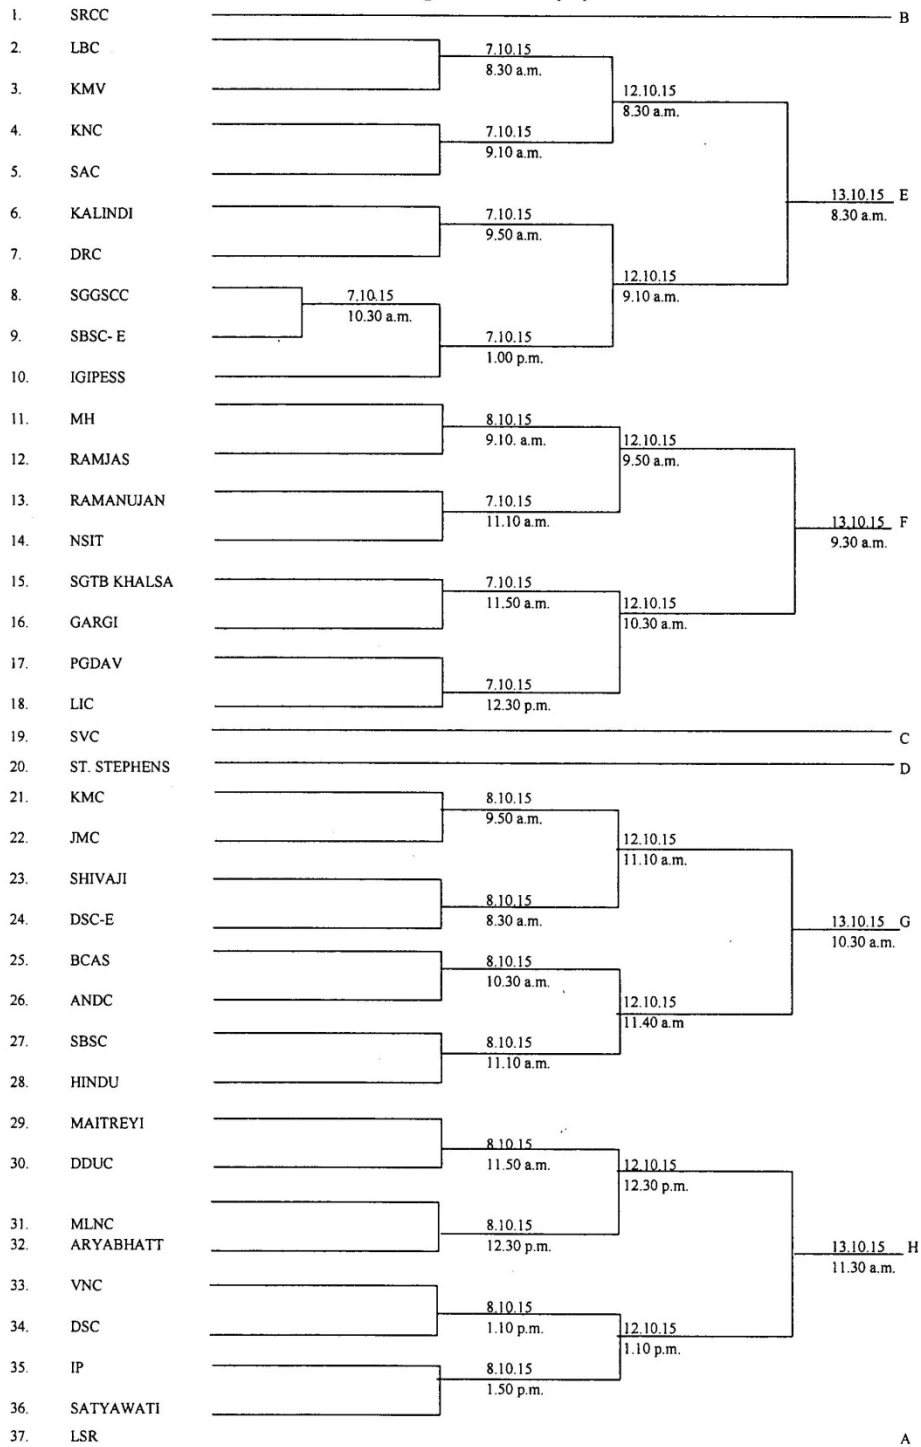 1. SRCC B
2. LBC
7.10.15
8.30 a.m.
3. KMV
12.10.15
8.30 a.m.
4. KNC
7.10.15
9.10 a.m.
5. SAC
13.10.15 E
8.30 a.m.
6. KALINDI
7.10.15
9.50 a.m.
7. DRC
12.10.15
9.10 a.m.
8. SGGSCC
7.10.15
10.30 a.m.
9. SBSC- E
7.10.15
1.00 p.m.
10. IGIPESS
11. MH
8.10.15
9.10. a.m.
12.10.15
9.50 a.m.
12. RAMJAS
13. RAMANUJAN
7.10.15
11.10 a.m.
13.10.15 F
9.30 a.m.
14. NSIT
15. SGTB KHALSA
7.10.15
11.50 a.m.
12.10.15
10.30 a.m.
16. GARGI
17. PGDAV
7.10.15
12.30 p.m.
18. LIC
19. SVC C
20. ST. STEPHENS D
21. KMC
8.10.15
9.50 a.m.
22. JMC
12.10.15
11.10 a.m.
23. SHIVAJI
8.10.15
8.30 a.m.
24. DSC-E
13.10.15 G
10.30 a.m.
25. BCAS
8.10.15
10.30 a.m.
26. ANDC
12.10.15
11.40 a.m
27. SBSC
8.10.15
11.10 a.m.
28. HINDU
29. MAITREYI
8.10.15
11.50 a.m.
30. DDUC
12.10.15
12.30 p.m.
31. MLNC
8.10.15
12.30 p.m.
32. ARYABHATT
13.10.15 H
11.30 a.m.
33. VNC
8.10.15
1.10 p.m.
34. DSC
12.10.15
1.10 p.m.
35. IP
8.10.15
1.50 p.m.
36. SATYAWATI
37. LSR A